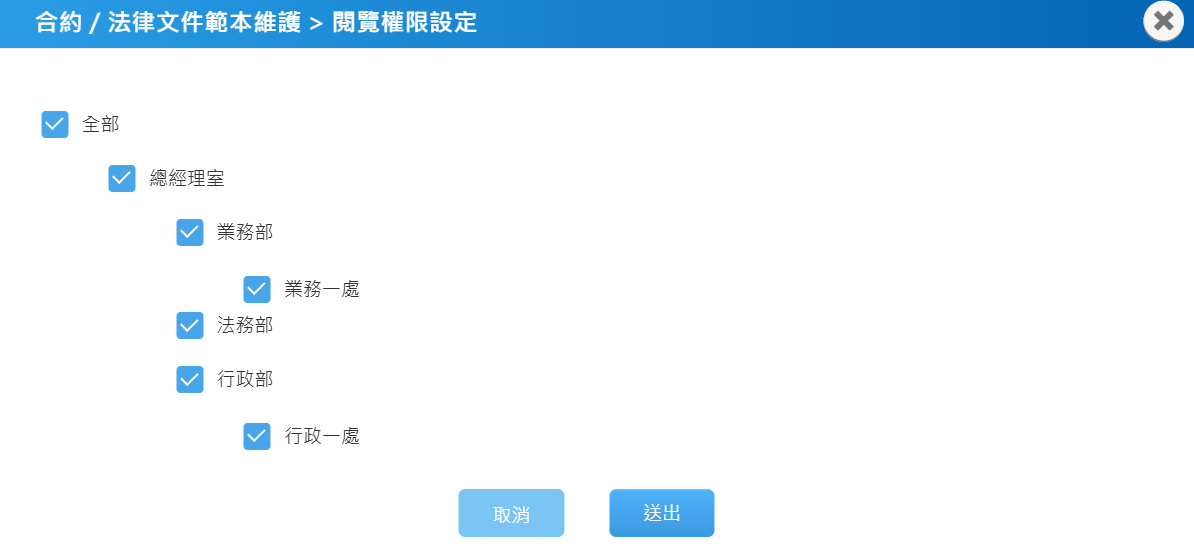 合約 / 法律文件範本維護 > 閱覽權限設定
全部
總經理室
業務部
業務一處
法務部
行政部
行政一處
取消
送出